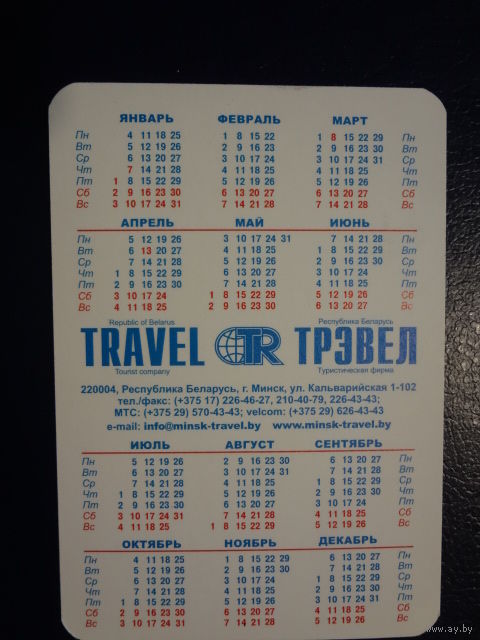 ЯНВАРЬ ФЕВРАЛЬ МАРТ
Пн 4 11 18 25 1 8 15 22 1 8 15 22 29 Пн
Вт 5 12 19 26 2 9 16 23 2 9 16 23 30 Вт
Ср 6 13 20 27 3 10 17 24 3 10 17 24 31 Ср
Чт 7 14 21 28 4 11 18 25 4 11 18 25 Чт
Пт 1 8 15 22 29 5 12 19 26 5 12 19 26 Пт
Сб 2 9 16 23 30 6 13 20 27 6 13 20 27 Сб
Вс 3 10 17 24 31 7 14 21 28 7 14 21 28 Вс
АПРЕЛЬ МАЙ ИЮНЬ
Пн 5 12 19 26 3 10 17 24 31 7 14 21 28 Пн
Вт 6 13 20 27 4 11 18 25 1 8 15 22 29 Вт
Ср 7 14 21 28 5 12 19 26 2 9 16 23 30 Ср
Чт 1 8 15 22 29 6 13 20 27 3 10 17 24 Чт
Пт 2 9 16 23 30 7 14 21 28 4 11 18 25 Пт
Сб 3 10 17 24 1 8 15 22 29 5 12 19 26 Сб
Вс 4 11 18 25 2 9 16 23 30 6 13 20 27 Вс
Republic of Belarus Республика Беларусь
TRAVEL TR ТРЭВЕЛ
Tourist company Туристическая фирма
220004, Республика Беларусь, г. Минск, ул. Кальварийская 1-102
тел./факс: (+375 17) 226-46-27, 210-40-79, 226-43-43;
МТС: (+375 29) 570-43-43; velcom: (+375 29) 626-43-43
e-mail: info@minsk-travel.by www.minsk-travel.by
ИЮЛЬ АВГУСТ СЕНТЯБРЬ
Пн 5 12 19 26 2 9 16 23 30 6 13 20 27 Пн
Вт 6 13 20 27 3 10 17 24 31 7 14 21 28 Вт
Ср 7 14 21 28 4 11 18 25 1 8 15 22 29 Ср
Чт 1 8 15 22 29 5 12 19 26 2 9 16 23 30 Чт
Пт 2 9 16 23 30 6 13 20 27 3 10 17 24 Пт
Сб 3 10 17 24 31 7 14 21 28 4 11 18 25 Сб
Вс 4 11 18 25 1 8 15 22 29 5 12 19 26 Вс
ОКТЯБРЬ НОЯБРЬ ДЕКАБРЬ
Пн 4 11 18 25 1 8 15 22 29 6 13 20 27 Пн
Вт 5 12 19 26 2 9 16 23 30 7 14 21 28 Вт
Ср 6 13 20 27 3 10 17 24 1 8 15 22 29 Ср
Чт 7 14 21 28 4 11 18 25 2 9 16 23 30 Чт
Пт 1 8 15 22 29 5 12 19 26 3 10 17 24 31 Пт
Сб 2 9 16 23 30 6 13 20 27 4 11 18 25 Сб
Вс 3 10 17 24 31 7 14 21 28 5 12 19 26 Вс
www.ay.by